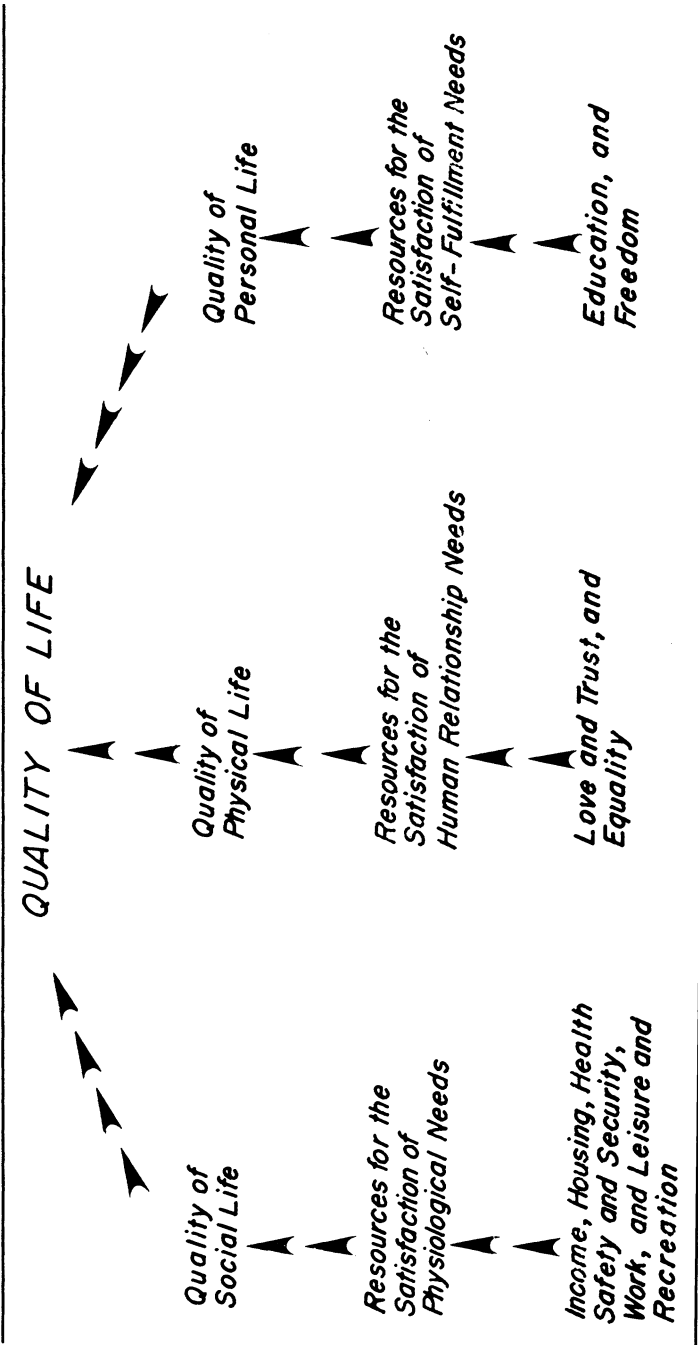 QUALITY OF LIFE
Quality of
Social Life
Quality of
Physical Life
Quality of
Personal Life
Resources for the
Satisfaction of
Physiological Needs
Resources for the
Satisfaction of
Human Relationship Needs
Resources for the
Satisfaction of
Self-Fulfillment Needs
Income, Housing, Health
Safety and Security,
Work, and Leisure and
Recreation
Love and Trust, and
Equality
Education, and
Freedom